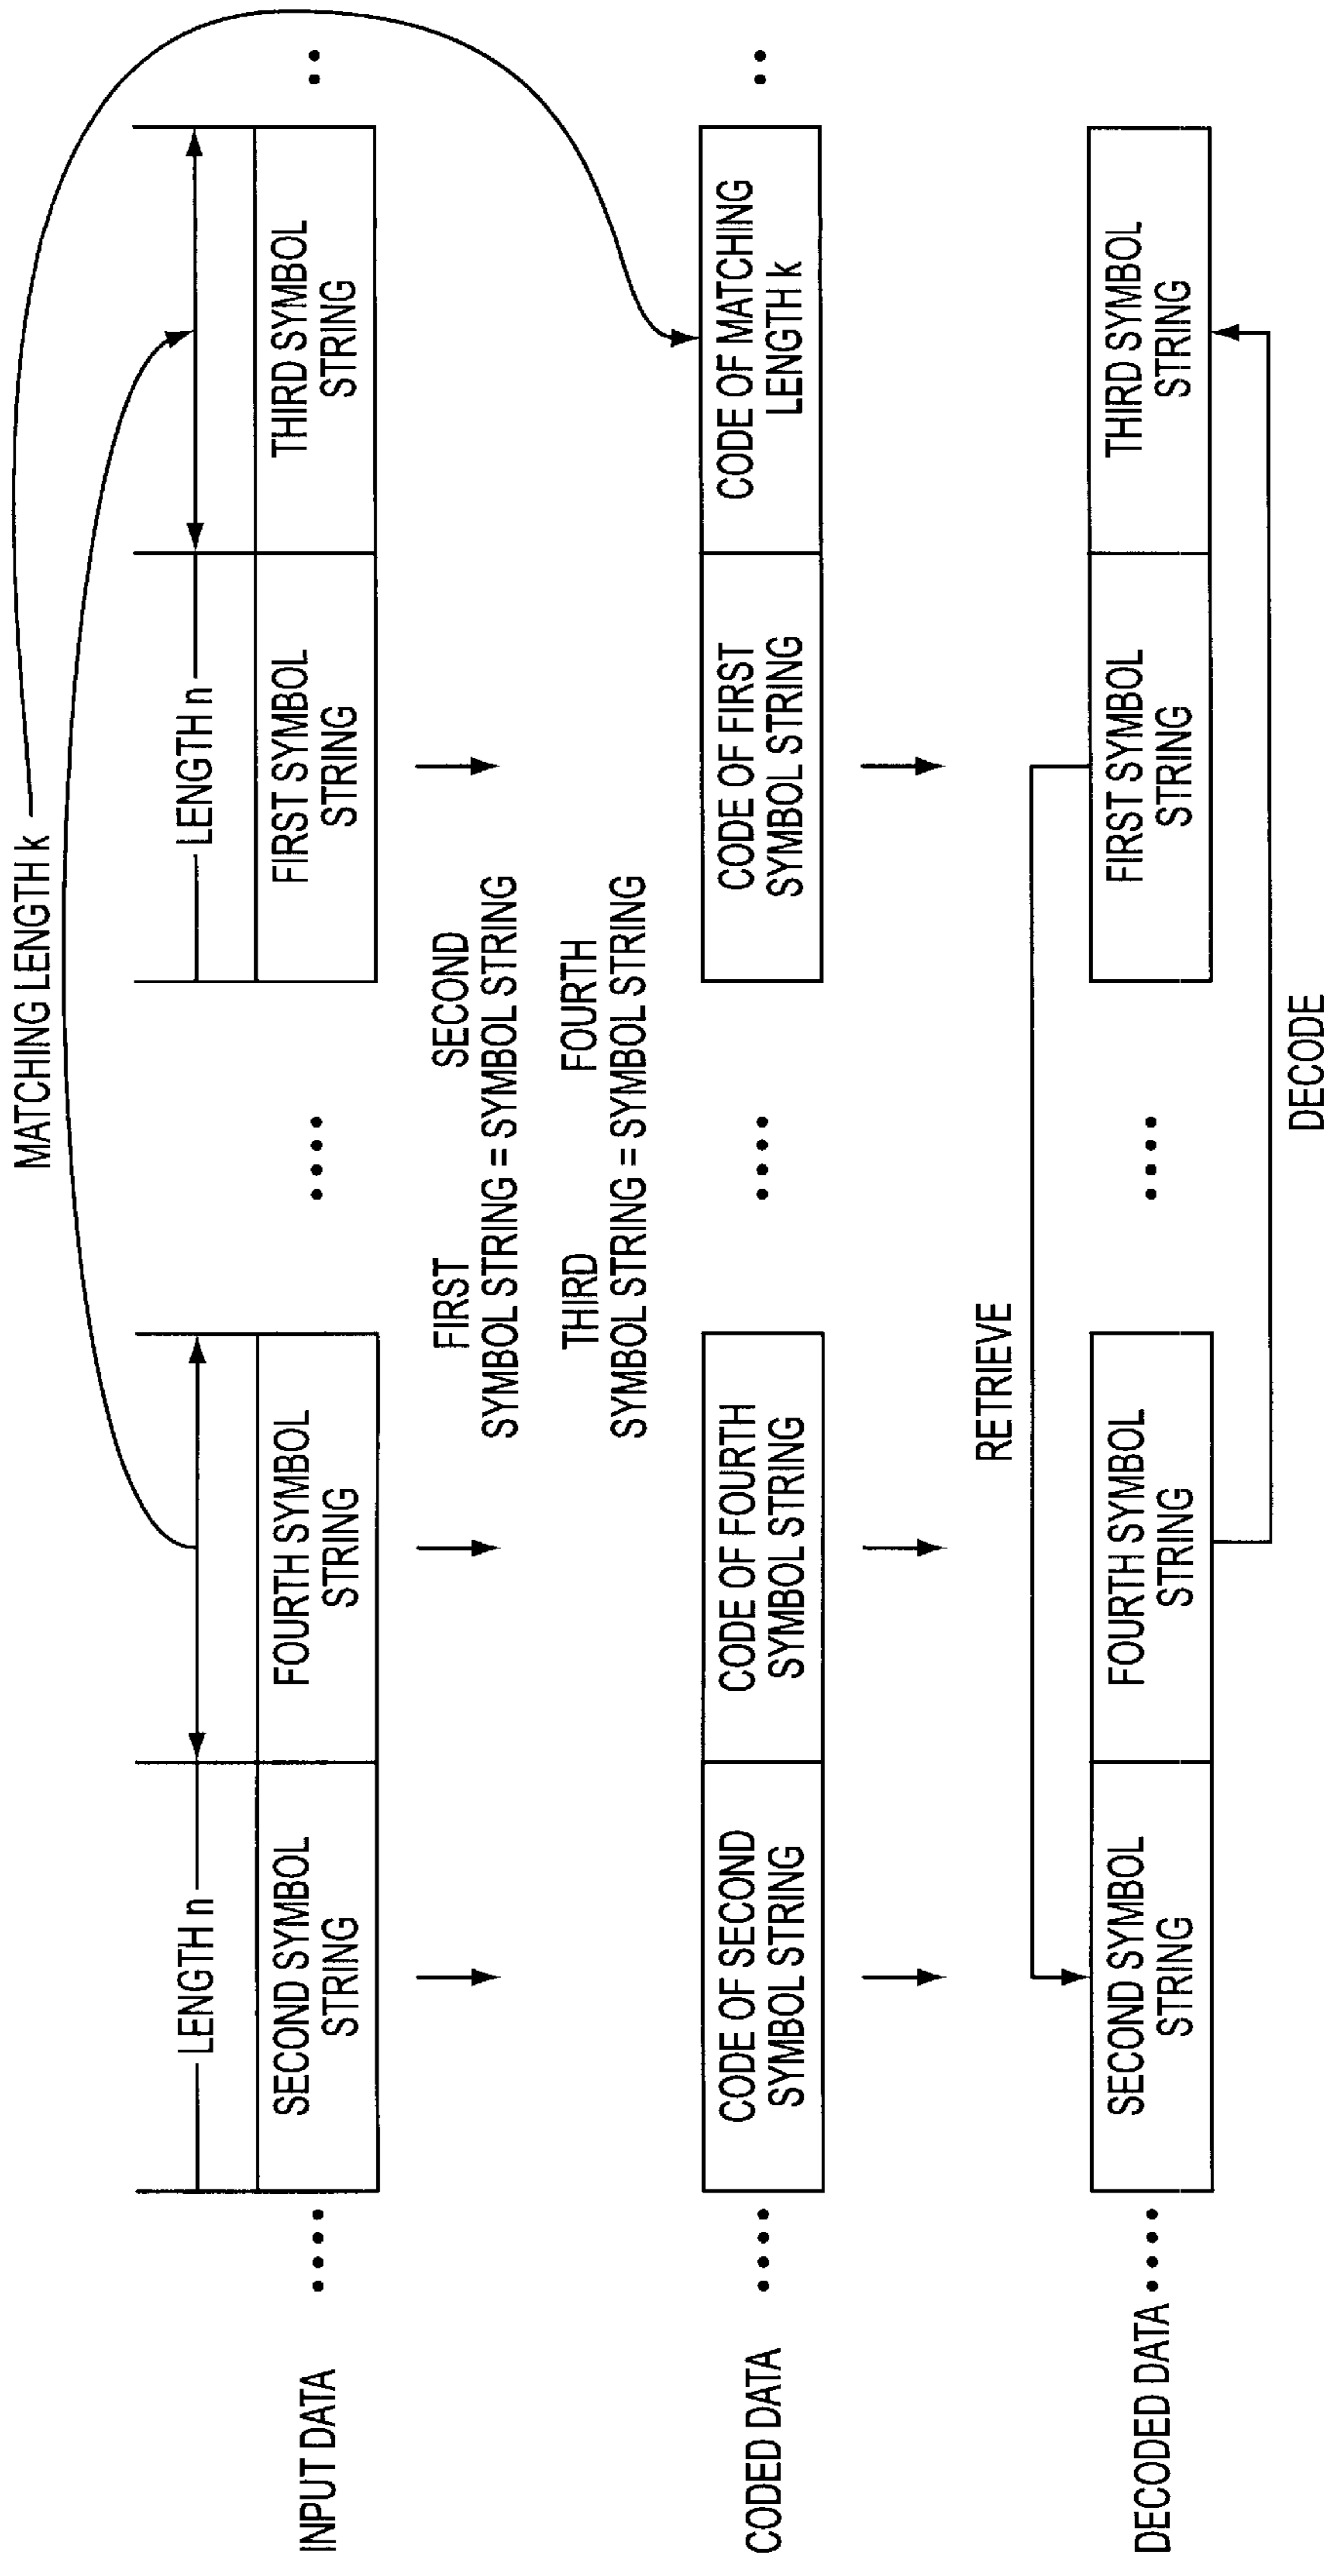 MATCHING LENGTH k
LENGTH n
LENGTH n
INPUT DATA
SECOND SYMBOL
STRING
FOURTH SYMBOL
STRING
FIRST SYMBOL
STRING
THIRD SYMBOL
STRING
FIRST SECOND
SYMBOL STRING = SYMBOL STRING
THIRD FOURTH
SYMBOL STRING = SYMBOL STRING
CODED DATA
CODE OF SECOND
SYMBOL STRING
CODE OF FOURTH
SYMBOL STRING
CODE OF FIRST
SYMBOL STRING
CODE OF MATCHING
LENGTH k
RETRIEVE
DECODED DATA
SECOND SYMBOL
STRING
FOURTH SYMBOL
STRING
FIRST SYMBOL
STRING
THIRD SYMBOL
STRING
DECODE